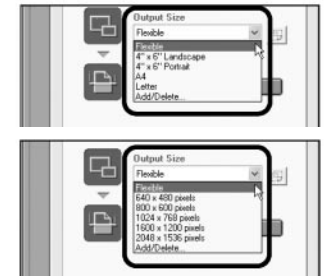 Output Size
Flexible
Flexible
4" x 6" Landscape
4" x 6" Portrait
A4
Letter
Add/Delete...
Output Size
Flexible
Flexible
640 x 480 pixels
800 x 600 pixels
1024 x 768 pixels
1600 x 1200 pixels
2048 x 1536 pixels
Add/Delete...